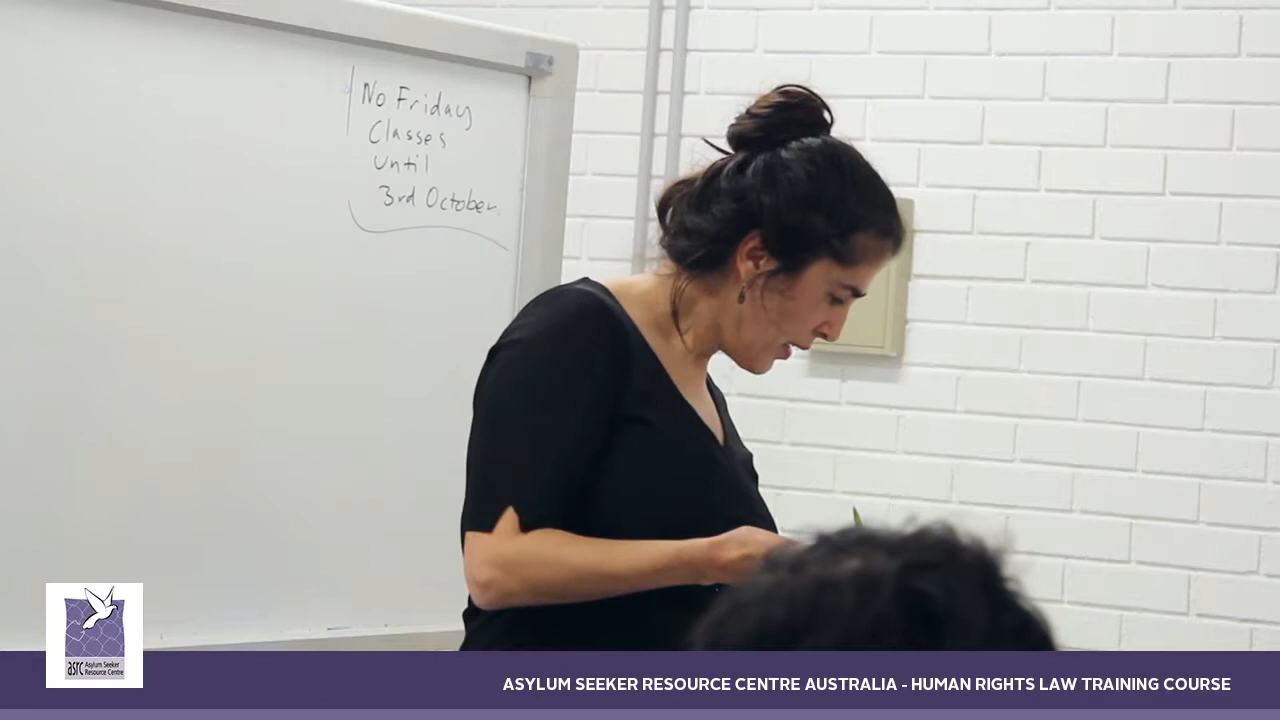 No Friday
Classes
Until
3rd October.
asrc Asylum Seeker
Resource Centre
ASYLUM SEEKER RESOURCE CENTRE AUSTRALIA - HUMAN RIGHTS LAW TRAINING COURSE